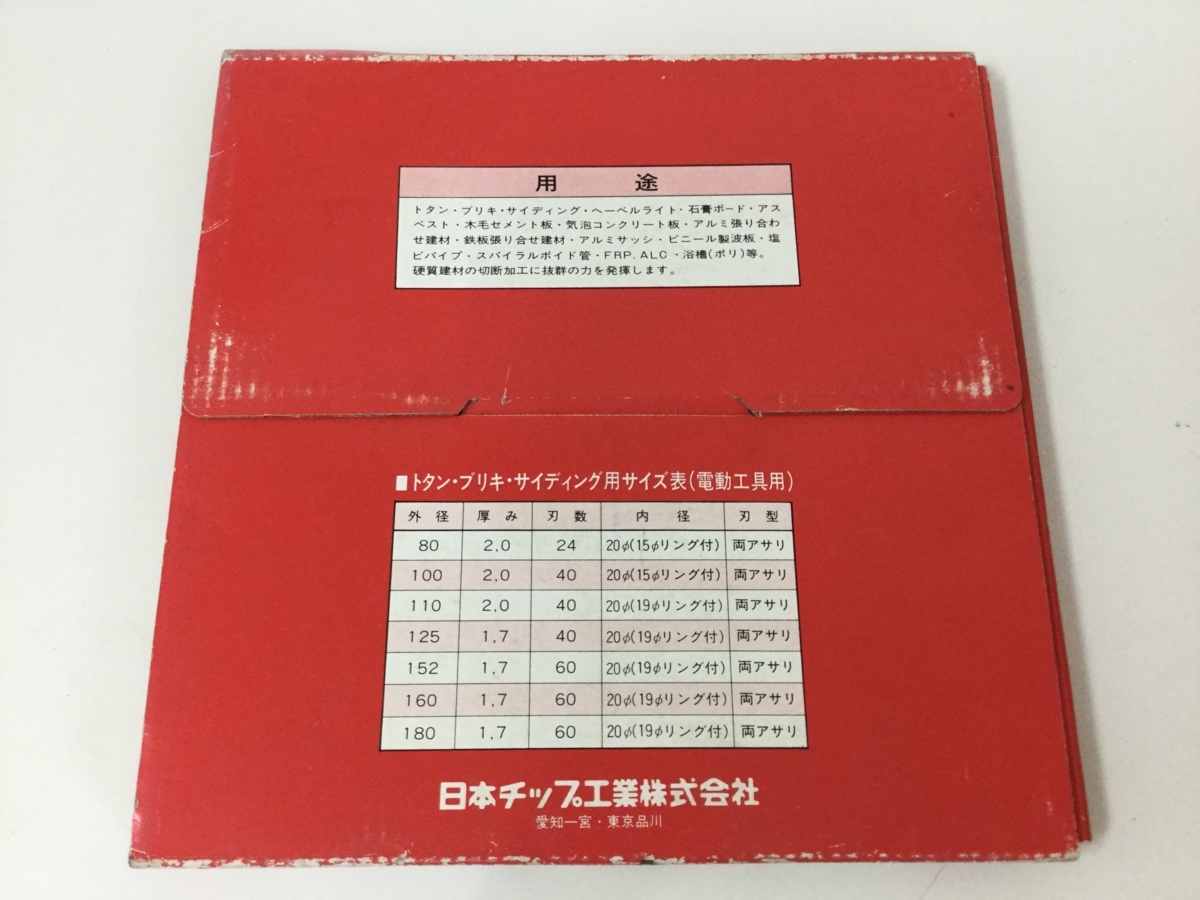 用 途
トタン・ブリキ・サイディング・ヘーベルライト・石膏ボード・アス
ベスト・木毛セメント板・気泡コンクリート板・アルミ張り合わ
せ建材・鉄板張り合せ建材・アルミサッシ・ビニール製波板・塩
ビパイプ・スパイラルボイド管・FRP. ALC・浴槽(ポリ)等。
硬質建材の切断加工に抜群の力を発揮します。
■トタン・ブリキ・サイディング用サイズ表(電動工具用)
外 径 厚 み 刃 数 内 径 刃 型
80 2.0 24 20φ(15φリング付) 両アサリ
100 2.0 40 20φ(15φリング付) 両アサリ
110 2.0 40 20φ(19φリング付) 両アサリ
125 1.7 40 20φ(19φリング付) 両アサリ
152 1.7 60 20φ(19φリング付) 両アサリ
160 1.7 60 20φ(19φリング付) 両アサリ
180 1.7 60 20φ(19φリング付) 両アサリ
日本チップ工業株式会社
愛知一宮・東京品川